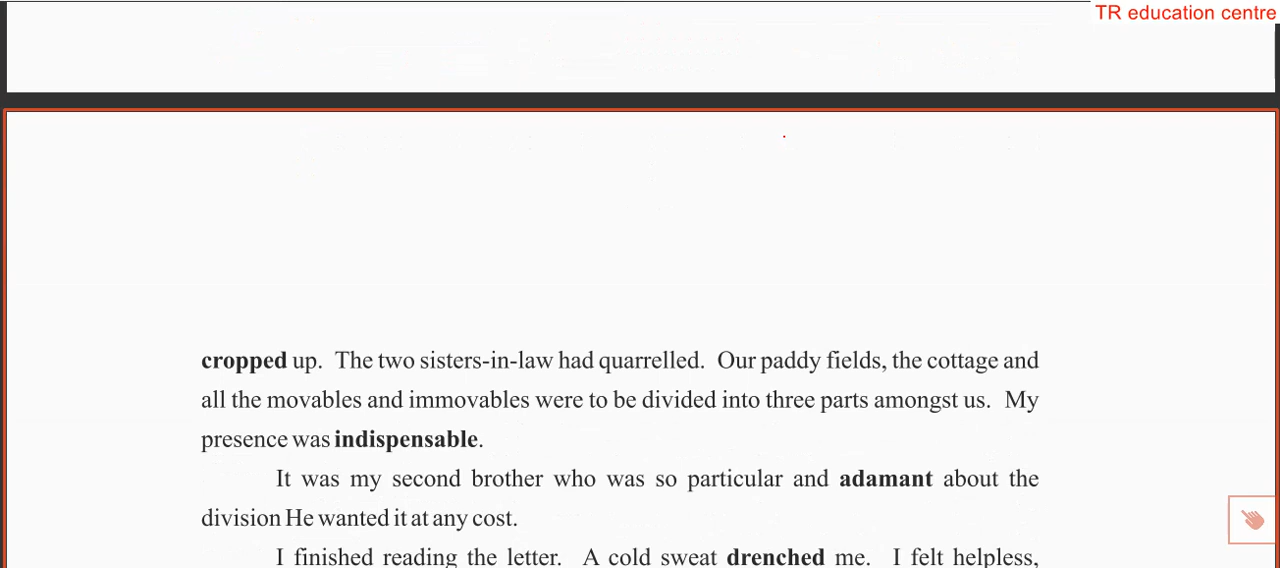 TR education centre
cropped up. The two sisters-in-law had quarrelled. Our paddy fields, the cottage and
all the movables and immovables were to be divided into three parts amongst us. My
presence was indispensable.
It was my second brother who was so particular and adamant about the
division He wanted it at any cost.
I finished reading the letter. A cold sweat drenched me. I felt helpless,